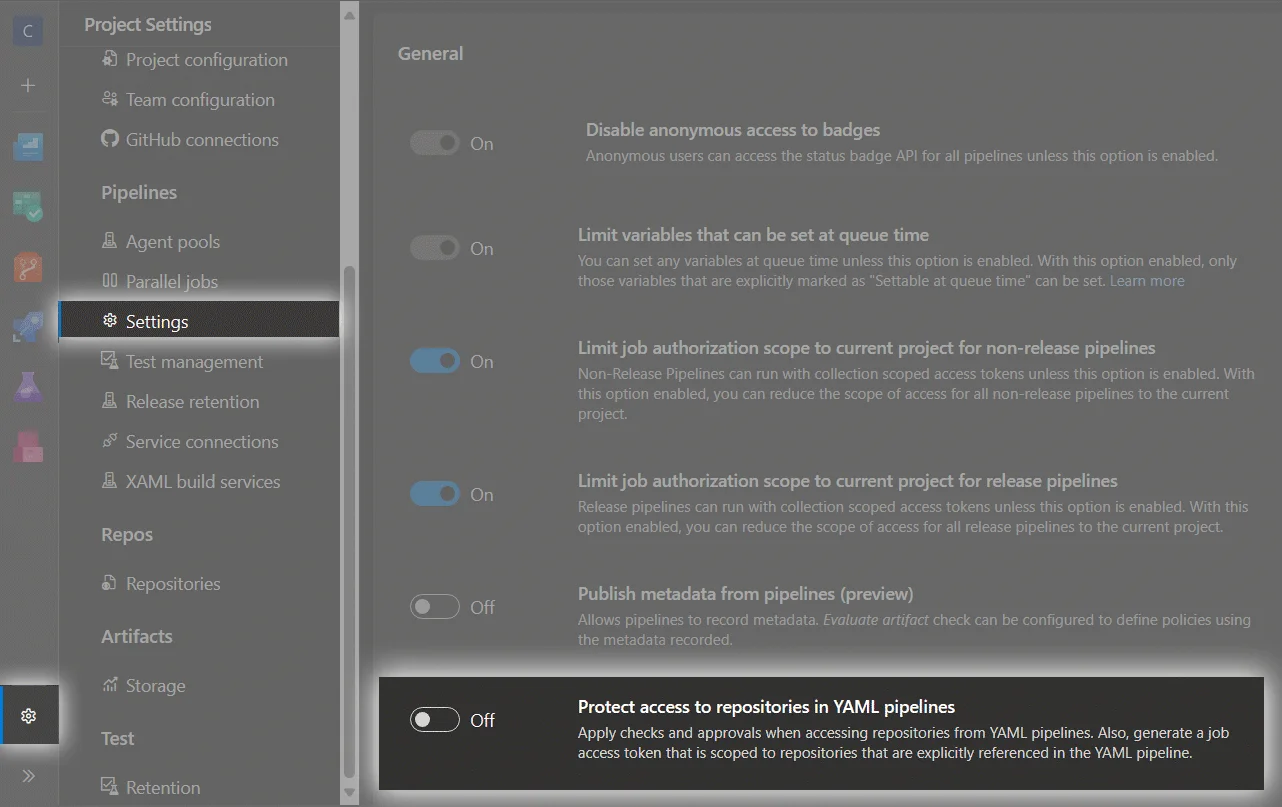 C
Project Settings
Project configuration
Team configuration
GitHub connections
Pipelines
Agent pools
Parallel jobs
Settings
Test management
Release retention
Service connections
XAML build services
Repos
Repositories
Artifacts
Storage
Test
Retention
General
On
Disable anonymous access to badges
Anonymous users can access the status badge API for all pipelines unless this option is enabled.
On
Limit variables that can be set at queue time
You can set any variables at queue time unless this option is enabled. With this option enabled, only
those variables that are explicitly marked as "Settable at queue time" can be set. Learn more
On
Limit job authorization scope to current project for non-release pipelines
Non-Release Pipelines can run with collection scoped access tokens unless this option is enabled. With
this option enabled, you can reduce the scope of access for all non-release pipelines to the current
project.
On
Limit job authorization scope to current project for release pipelines
Release pipelines can run with collection scoped access tokens unless this option is enabled. With this
option enabled, you can reduce the scope of access for all release pipelines to the current project.
Off
Publish metadata from pipelines (preview)
Allows pipelines to record metadata. Evaluate artifact check can be configured to define policies using
the metadata recorded.
Off
Protect access to repositories in YAML pipelines
Apply checks and approvals when accessing repositories from YAML pipelines. Also, generate a job
access token that is scoped to repositories that are explicitly referenced in the YAML pipeline.